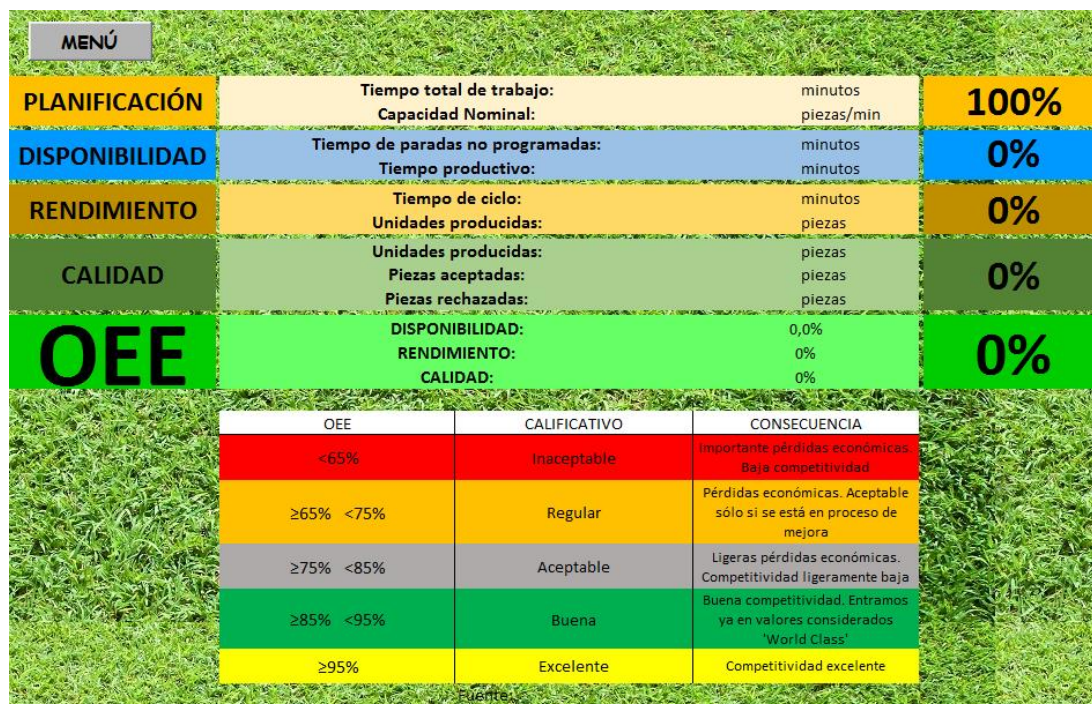 MENÚ
PLANIFICACIÓN
Tiempo total de trabajo: minutos
Capacidad Nominal: piezas/min
100%
DISPONIBILIDAD
Tiempo de paradas no programadas: minutos
Tiempo productivo: minutos
0%
RENDIMIENTO
Tiempo de ciclo: minutos
Unidades producidas: piezas
0%
CALIDAD
Unidades producidas: piezas
Piezas aceptadas: piezas
Piezas rechazadas: piezas
0%
OEE
DISPONIBILIDAD: 0,0%
RENDIMIENTO: 0%
CALIDAD: 0%
0%
OEE CALIFICATIVO CONSECUENCIA
<65% Inaceptable
Importante pérdidas económicas.
Baja competitividad
≥65% <75% Regular
Pérdidas económicas. Aceptable
sólo si se está en proceso de
mejora
≥75% <85% Aceptable
Ligeras pérdidas económicas.
Competitividad ligeramente baja
≥85% <95% Buena
Buena competitividad. Entramos
ya en valores considerados
'World Class'
≥95% Excelente Competitividad excelente
Fuente: